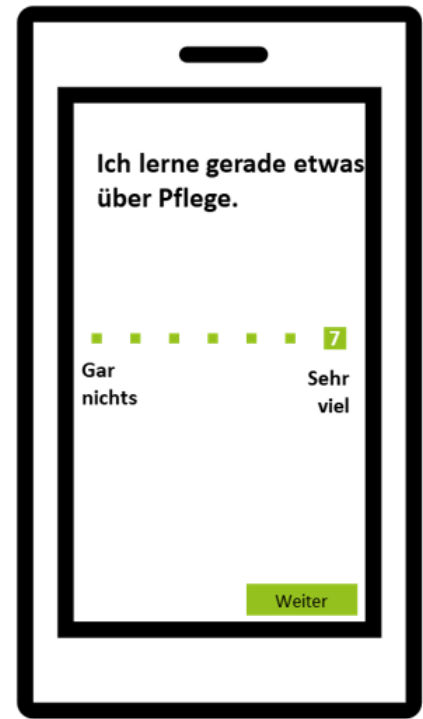 Ich lerne gerade etwas
über Pflege.
7
Gar
nichts
Sehr
viel
Weiter